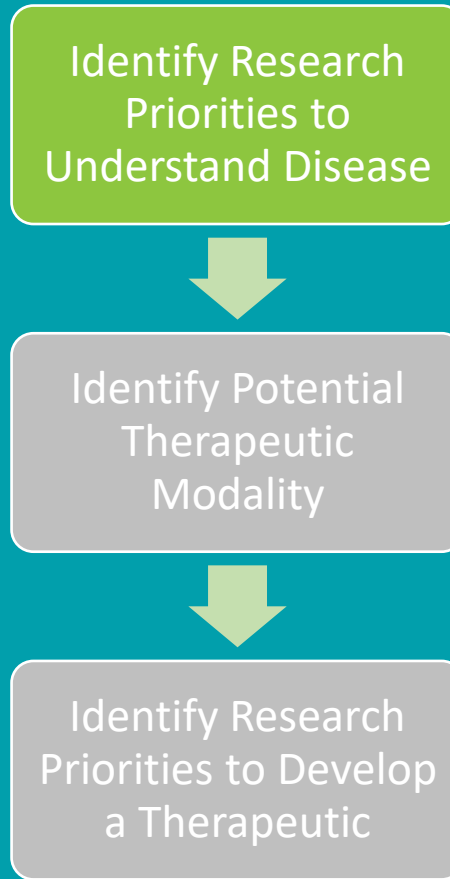 Identify Research
Priorities to
Understand Disease
Identify Potential
Therapeutic
Modality
Identify Research
Priorities to Develop
a Therapeutic